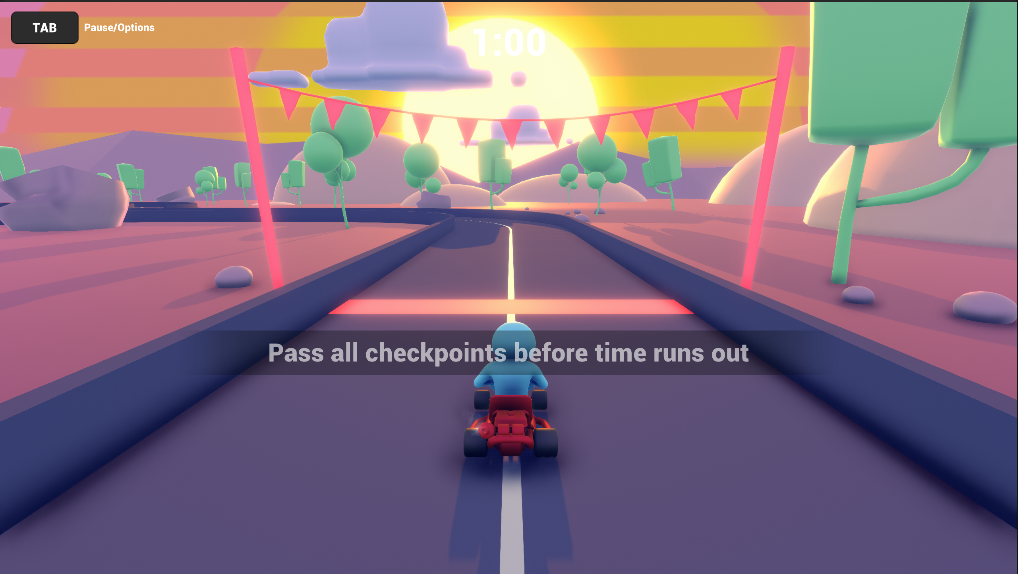 TAB Pause/Options
1:00
Pass all checkpoints before time runs out